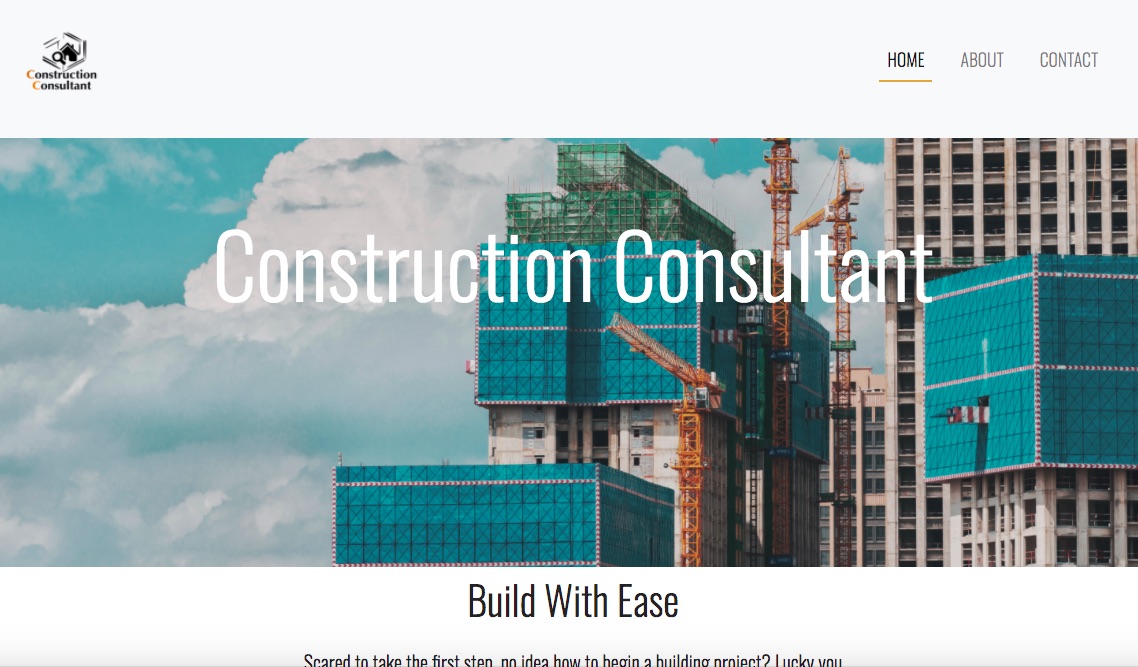 Construction
Consultant
HOME
ABOUT
CONTACT
Construction Consultant
Build With Ease
Scared to take the first step, no idea how to begin a building project? Lucky you